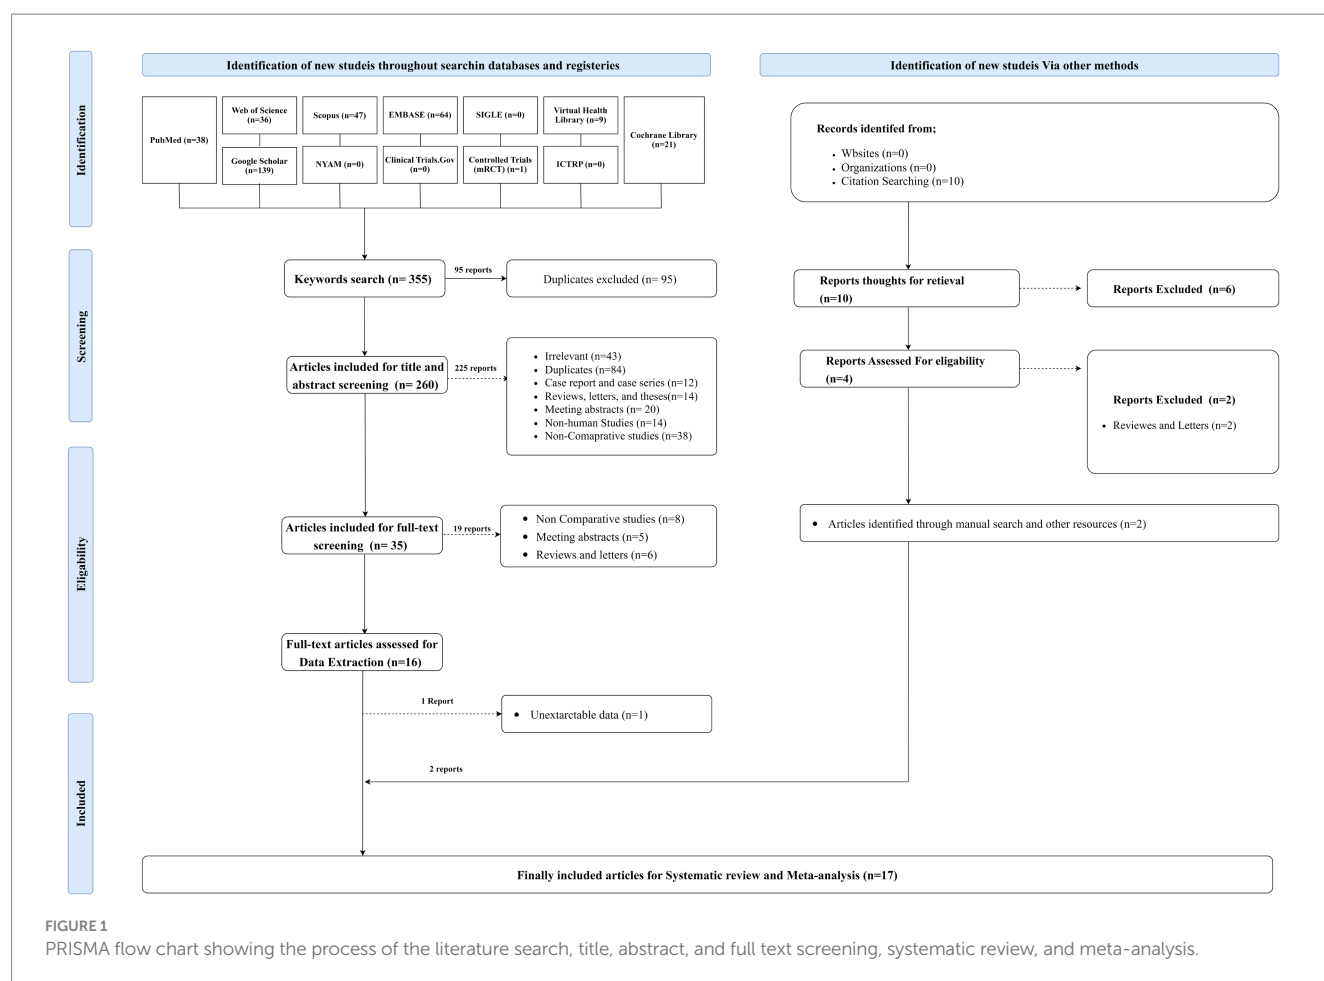 Identification
Identification of new studeis throughout searchin databases and registeries
PubMed (n=38)
Web of Science
(n=36)
Scopus (n=47)
EMBASE (n=64)
SIGLE (n=0)
Virtual Health
Library (n=9)
Cochrane Library
(n=21)
Google Scholar
(n=139)
NYAM (n=0)
Clinical Trials.Gov
(n=0)
Controlled Trials
(mRCT) (n=1)
ICTRP (n=0)
Identification of new studeis Via other methods
Records identifed from;
• Wbsites (n=0)
• Organizations (n=0)
• Citation Searching (n=10)
Screening
Keywords search (n= 355)
95 reports
Duplicates excluded (n= 95)
Articles included for title and
abstract screening (n= 260)
225 reports
• Irrelevant (n=43)
• Duplicates (n=84)
• Case report and case series (n=12)
• Reviews, letters, and theses(n=14)
• Meeting abstracts (n= 20)
• Non-human Studies (n=14)
• Non-Comaprative studies (n=38)
Reports thoughts for retieval
(n=10)
Reports Excluded (n=6)
Reports Assessed For eligability
(n=4)
Reports Excluded (n=2)
• Reviewes and Letters (n=2)
Eligability
Articles included for full-text
screening (n= 35)
19 reports
• Non Comparative studies (n=8)
• Meeting abstracts (n=5)
• Reviews and letters (n=6)
• Articles identified through manual search and other resources (n=2)
Full-text articles assessed for
Data Extraction (n=16)
1 Report
• Unextarctable data (n=1)
Included
2 reports
Finally included articles for Systematic review and Meta-analysis (n=17)
FIGURE 1
PRISMA flow chart showing the process of the literature search, title, abstract, and full text screening, systematic review, and meta-analysis.